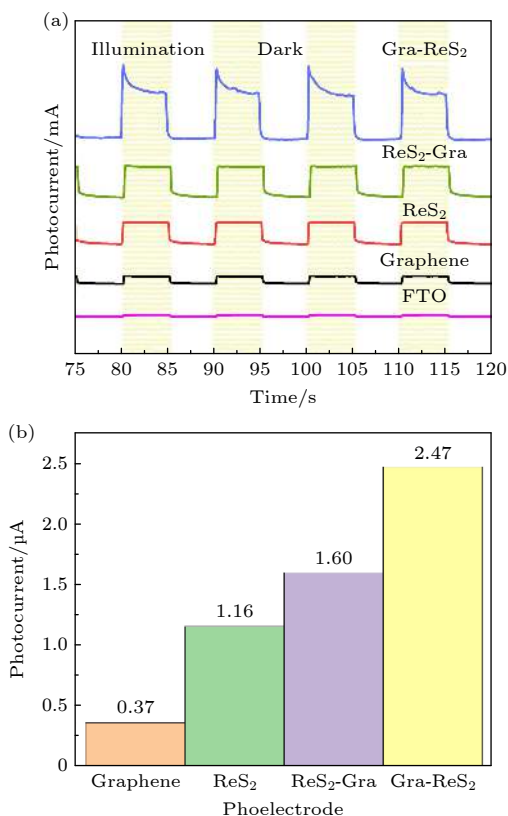 (a)
Illumination Dark Gra-ReS₂
ReS₂-Gra
ReS₂
Graphene
FTO
Photocurrent/mA
75 80 85 90 95 100 105 110 115 120
Time/s
(b)
2.5
2.0
1.5
1.0
0.5
0
Photocurrent/μA
0.37
1.16
1.60
2.47
Graphene ReS₂ ReS₂-Gra Gra-ReS₂
Phoelectrode